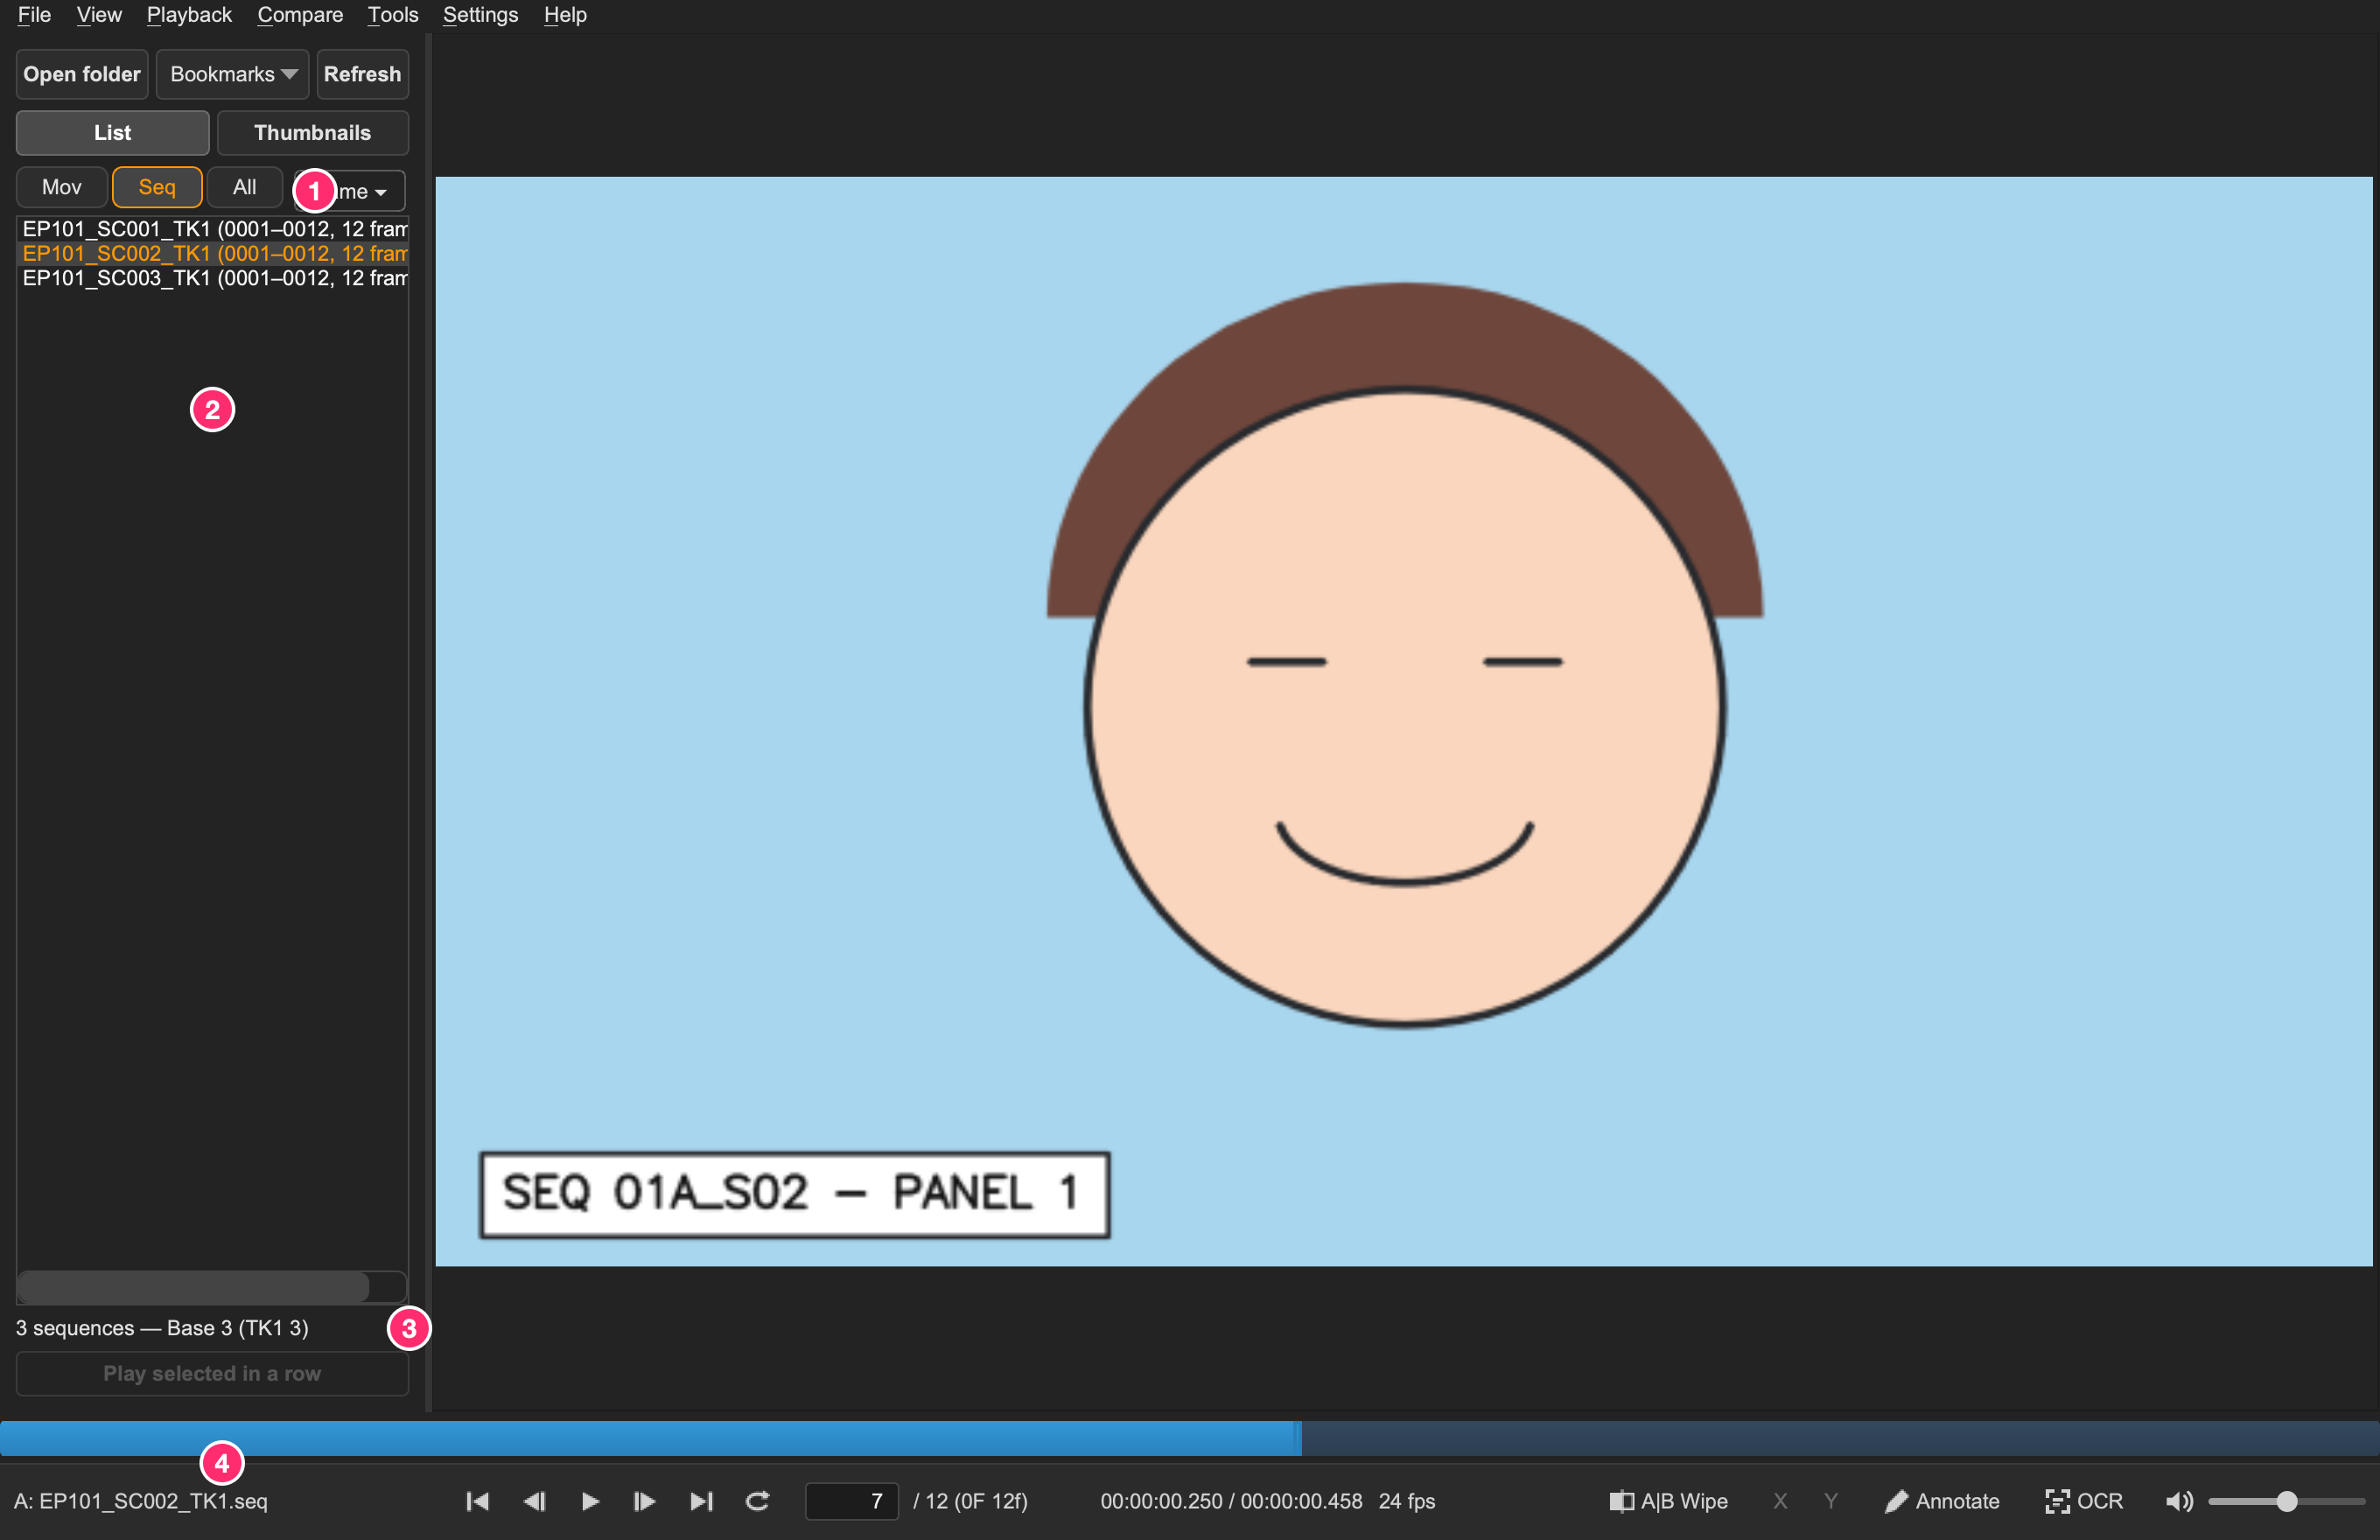 File View Playback Compare Tools Settings Help
Open folder Bookmarks Refresh
List Thumbnails
Mov Seq All 1 me
EP101_SC001_TK1 (0001–0012, 12 fram
EP101_SC002_TK1 (0001–0012, 12 fram
EP101_SC003_TK1 (0001–0012, 12 fram
2
SEQ 01A_S02 – PANEL 1
3 sequences — Base 3 (TK1 3) 3
Play selected in a row
4
A: EP101_SC002_TK1.seq 7 / 12 (0F 12f) 00:00:00.250 / 00:00:00.458 24 fps A|B Wipe X Y Annotate OCR